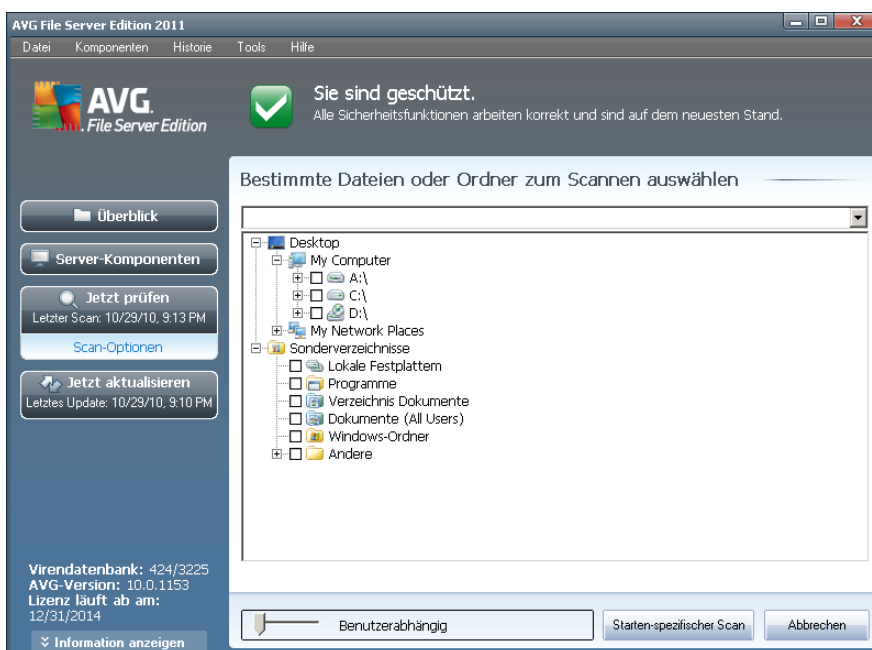 AVG File Server Edition 2011
Datei Komponenten Historie Tools Hilfe
AVG.
File Server Edition
Sie sind geschützt.
Alle Sicherheitsfunktionen arbeiten korrekt und sind auf dem neuesten Stand.
Bestimmte Dateien oder Ordner zum Scannen auswählen
Überblick
Server-Komponenten
Jetzt prüfen
Letzter Scan: 10/29/10, 9:13 PM
Scan-Optionen
Jetzt aktualisieren
Letztes Update: 10/29/10, 9:10 PM
Desktop
My Computer
A:\
C:\
D:\
My Network Places
Sonderverzeichnisse
Lokale Festplattem
Programme
Verzeichnis Dokumente
Dokumente (All Users)
Windows-Ordner
Andere
Virendatenbank: 424/3225
AVG-Version: 10.0.1153
Lizenz läuft ab am:
12/31/2014
Information anzeigen
Benutzerabhängig
Starten-spezifischer Scan
Abbrechen